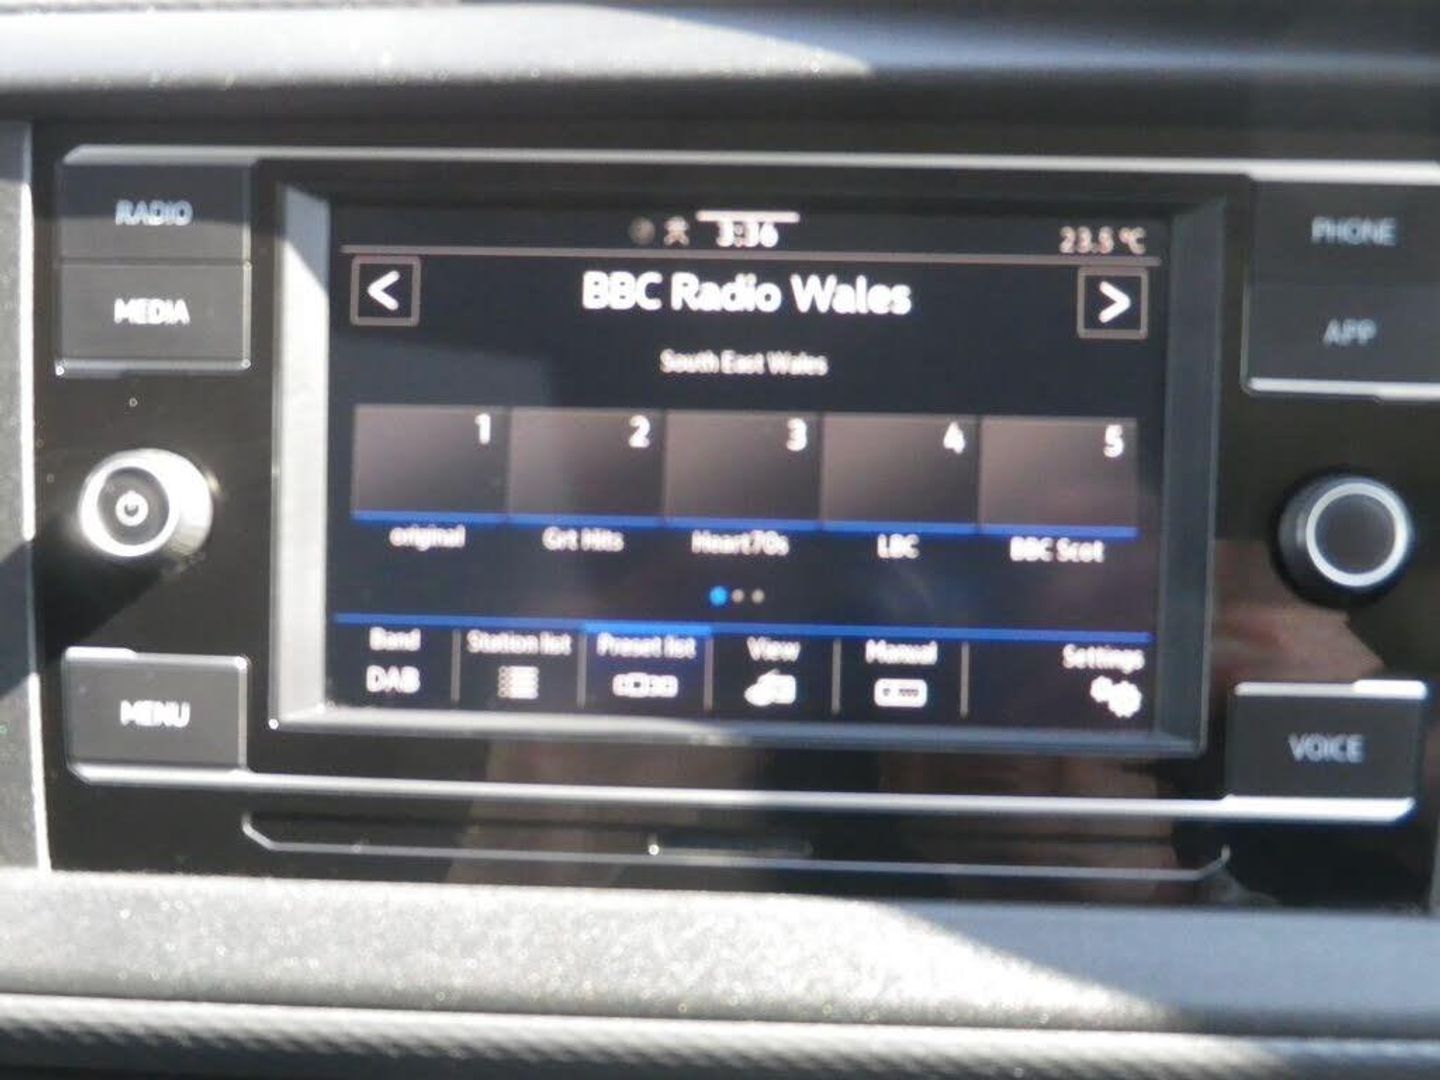 RADIO
MEDIA
MENU
PHONE
APP
VOICE
3:36
23.5 °C
<
BBC Radio Wales
>
South East Wales
1 2 3 4 5
original Grt Hits Heart70s LBC BBC Scot
Band Station list Preset list View Manual Settings
DAB